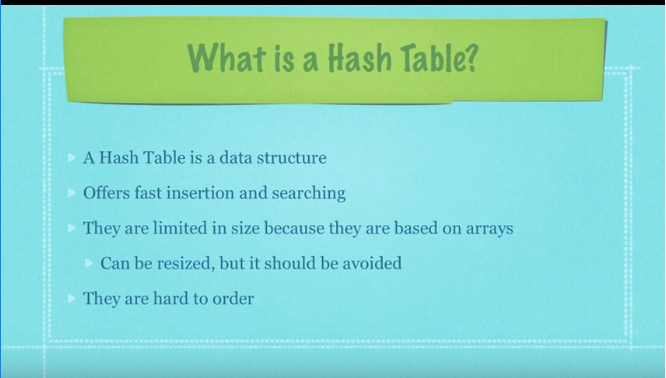 What is a Hash Table?
A Hash Table is a data structure
Offers fast insertion and searching
They are limited in size because they are based on arrays
Can be resized, but it should be avoided
They are hard to order